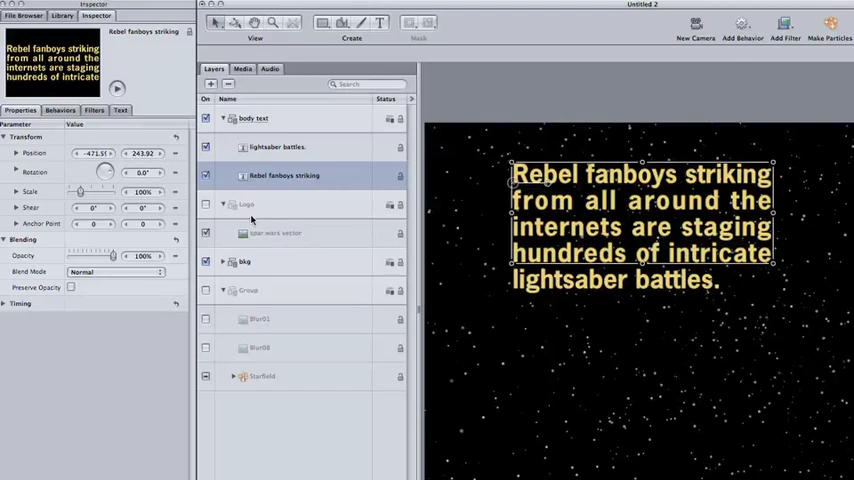 Inspector
Untitled 2
File Browser
Library
Inspector
Rebel fanboys striking
from all around the
internets are staging
hundreds of intricate
Rebel fanboys striking
Properties
Behaviors
Filters
Text
Parameter
Value
Transform
Position
243.92
Rotation
0.0°
Scale
100%
Shear
0°
0°
Anchor Point
0
0
Blending
Opacity
100%
Blend Mode
Normal
Preserve Opacity
Timing
View
Create
Mask
New Camera
Add Behavior
Add Filter
Make Particles
Layers
Media
Audio
Search
On
Name
Status
body text
lightsaber battles.
Rebel fanboys striking
Logo
bkg
Group
Blur01
Blur08
Starfield
Rebel fanboys striking
from all around the
internets are staging
hundreds of intricate
lightsaber battles.